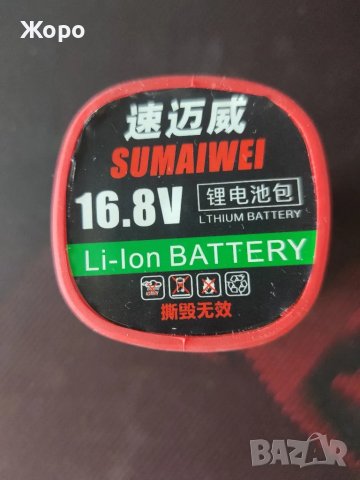 Жоро
速迈威
SUMAIWEI
16.8V 锂电池包
LTHIUM BATTERY
Li-Ion BATTERY
撕毁无效
BAZAR